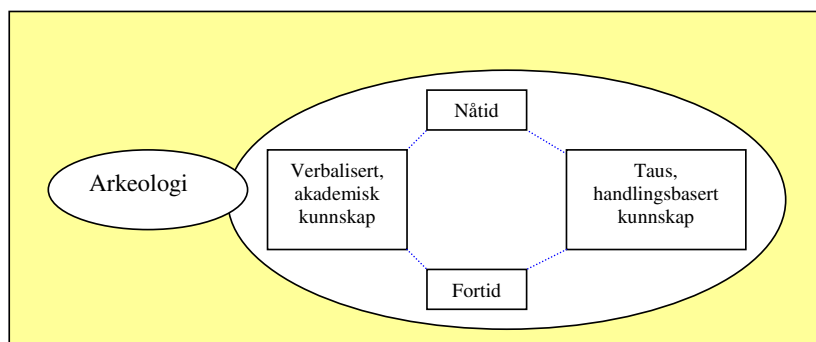 Nåtid
Arkeologi
Verbalisert,
akademisk
kunnskap
Taus,
handlingsbasert
kunnskap
Fortid